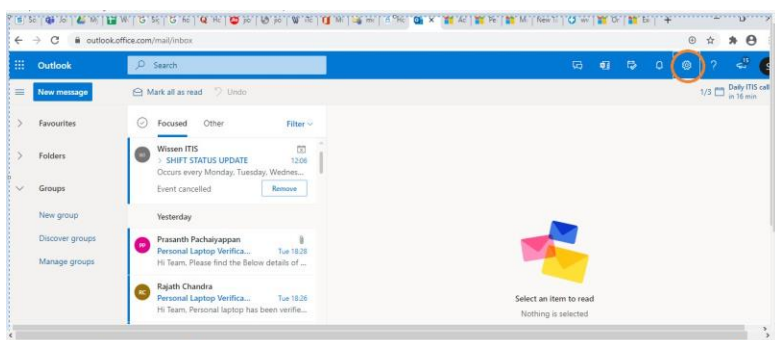 outlook.office.com/mail/inbox
Outlook
Search
New message
Mark all as read
Undo
1/3
Daily ITIS call
in 16 min
Favourites
Folders
Groups
New group
Discover groups
Manage groups
Focused
Other
Filter
Wissen ITIS
> SHIFT STATUS UPDATE 12:06
Occurs every Monday, Tuesday, Wednes...
Event cancelled
Remove
Yesterday
PP
Prasanth Pachaiyappan
Personal Laptop Verifica... Tue 18:28
Hi Team, Please find the Below details of ...
RC
Rajath Chandra
Personal Laptop Verifica... Tue 18:26
Hi Team, Personal laptop has been verifie...
Select an item to read
Nothing is selected